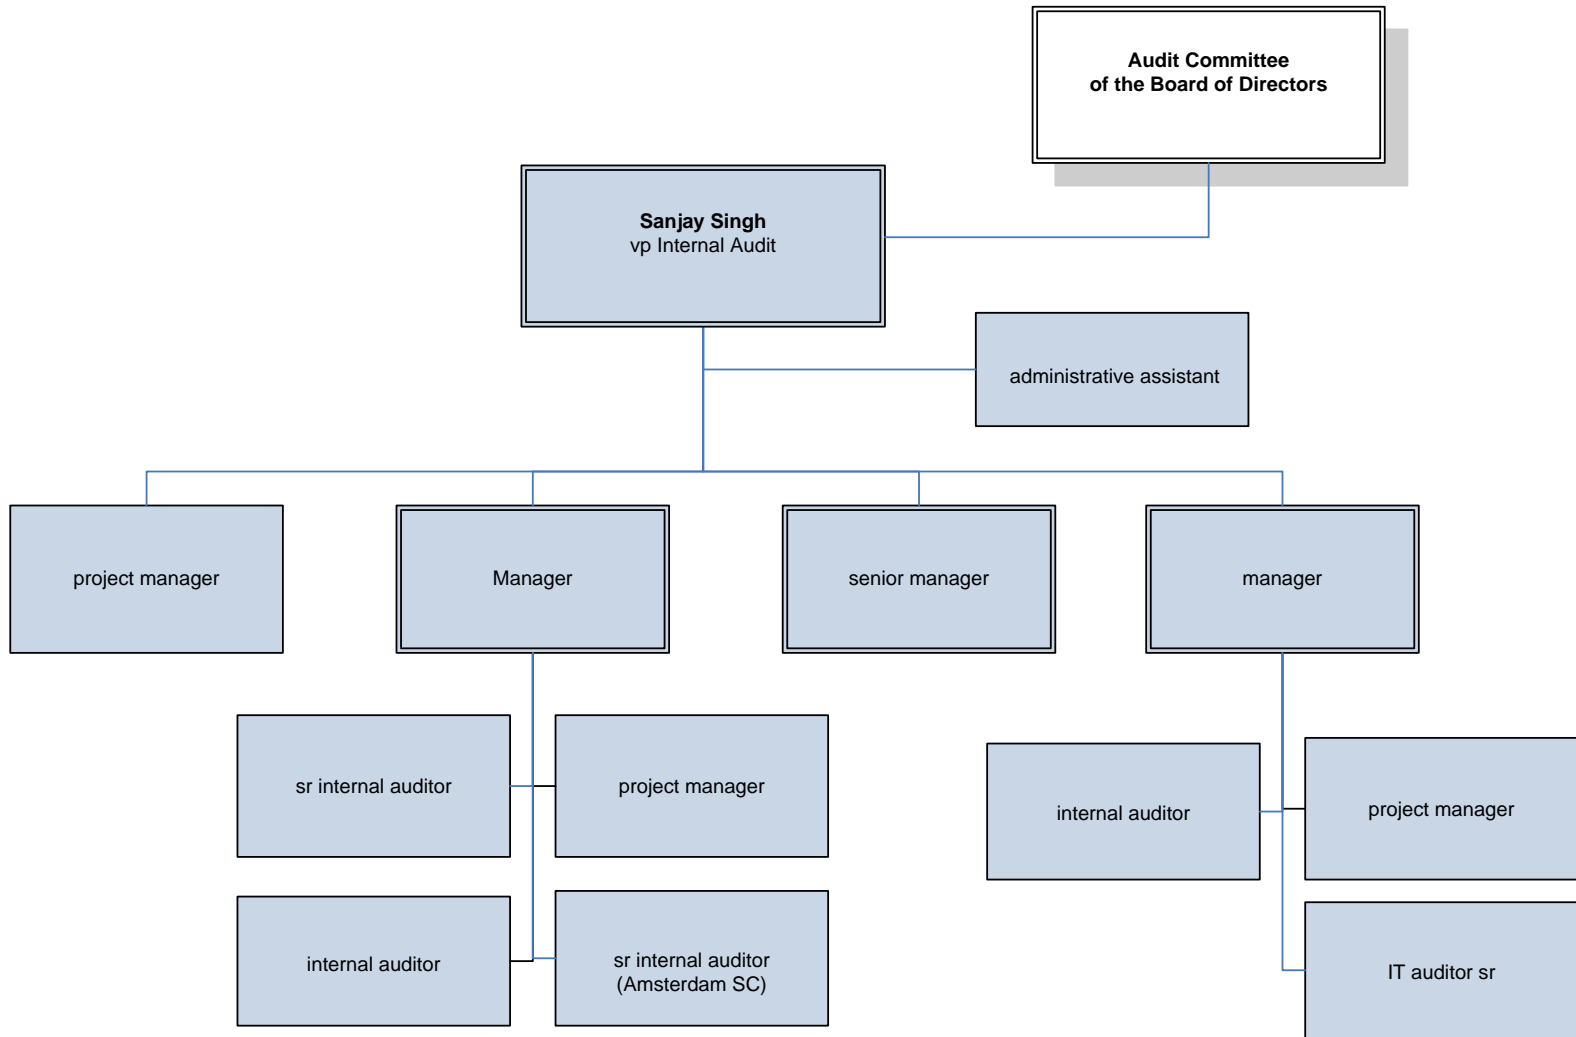 Audit Committee
of the Board of Directors
Sanjay Singh
vp Internal Audit
administrative assistant
project manager
Manager
senior manager
manager
sr internal auditor
project manager
internal auditor
project manager
internal auditor
sr internal auditor
(Amsterdam SC)
IT auditor sr